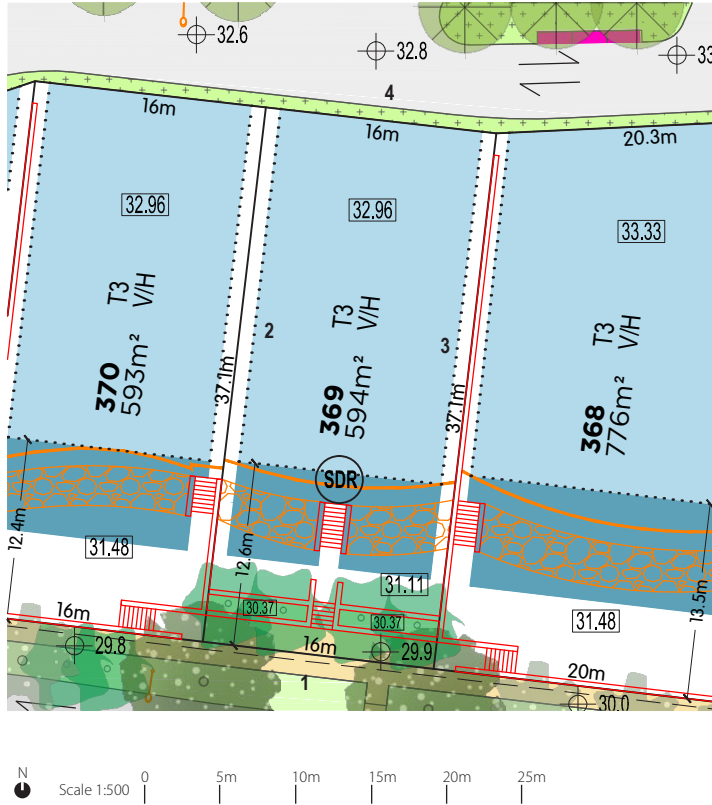 32.6
32.8
33
4
16m
16m
20.3m
32.96
32.96
33.33
T3
V/H
T3
V/H
T3
V/H
2
3
370
593m²
37.1m
369
594m²
37.1m
368
776m²
SDR
12.4m
31.48
12.6m
31.11
13.5m
16m
30.37
30.37
31.48
29.8
16m
29.9
20m
1
30.0
N
Scale 1:500
0
5m
10m
15m
20m
25m